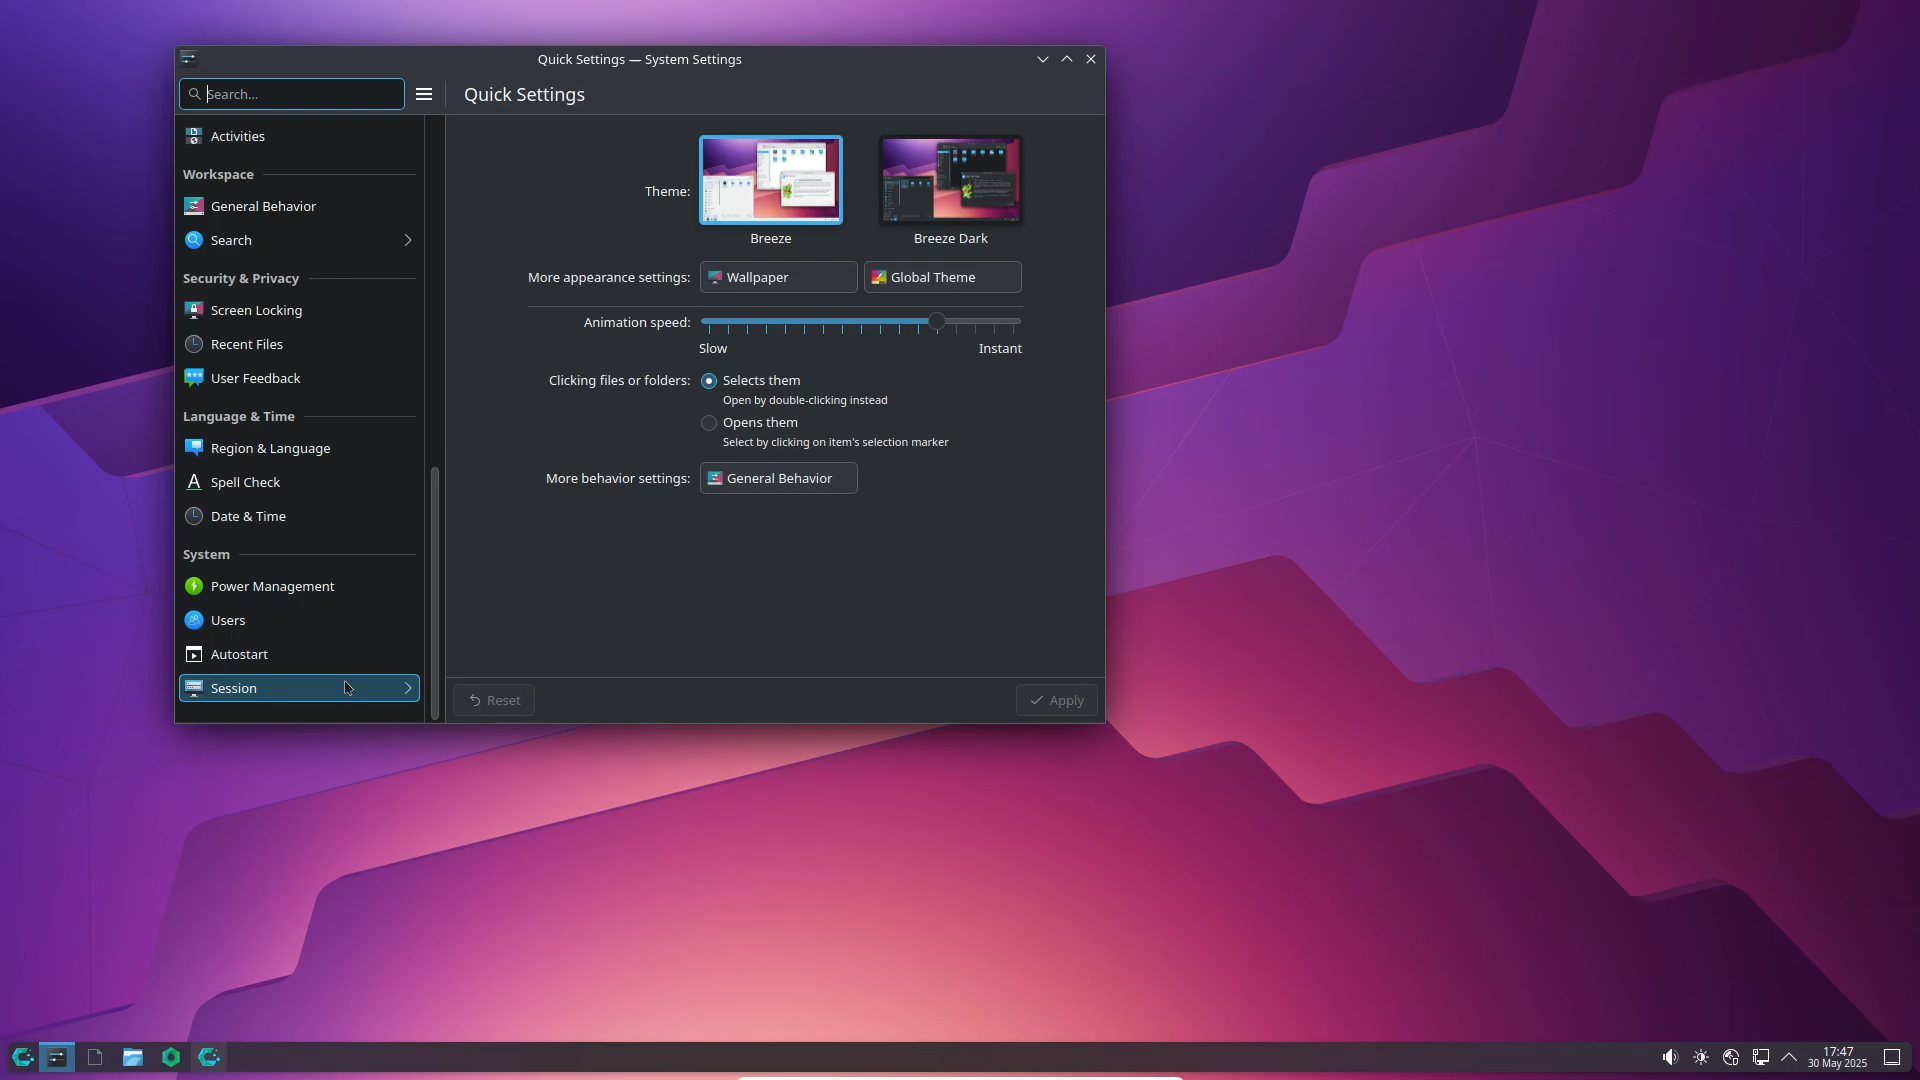 Quick Settings — System Settings
Search...
Quick Settings
Activities
Workspace
General Behavior
Search
Security & Privacy
Screen Locking
Recent Files
User Feedback
Language & Time
Region & Language
Spell Check
Date & Time
System
Power Management
Users
Autostart
Session
Theme:
Breeze
Breeze Dark
More appearance settings:
Wallpaper
Global Theme
Animation speed:
Slow
Instant
Clicking files or folders:
Selects them
Open by double-clicking instead
Opens them
Select by clicking on item's selection marker
More behavior settings:
General Behavior
Reset
Apply
17:47
30 May 2025